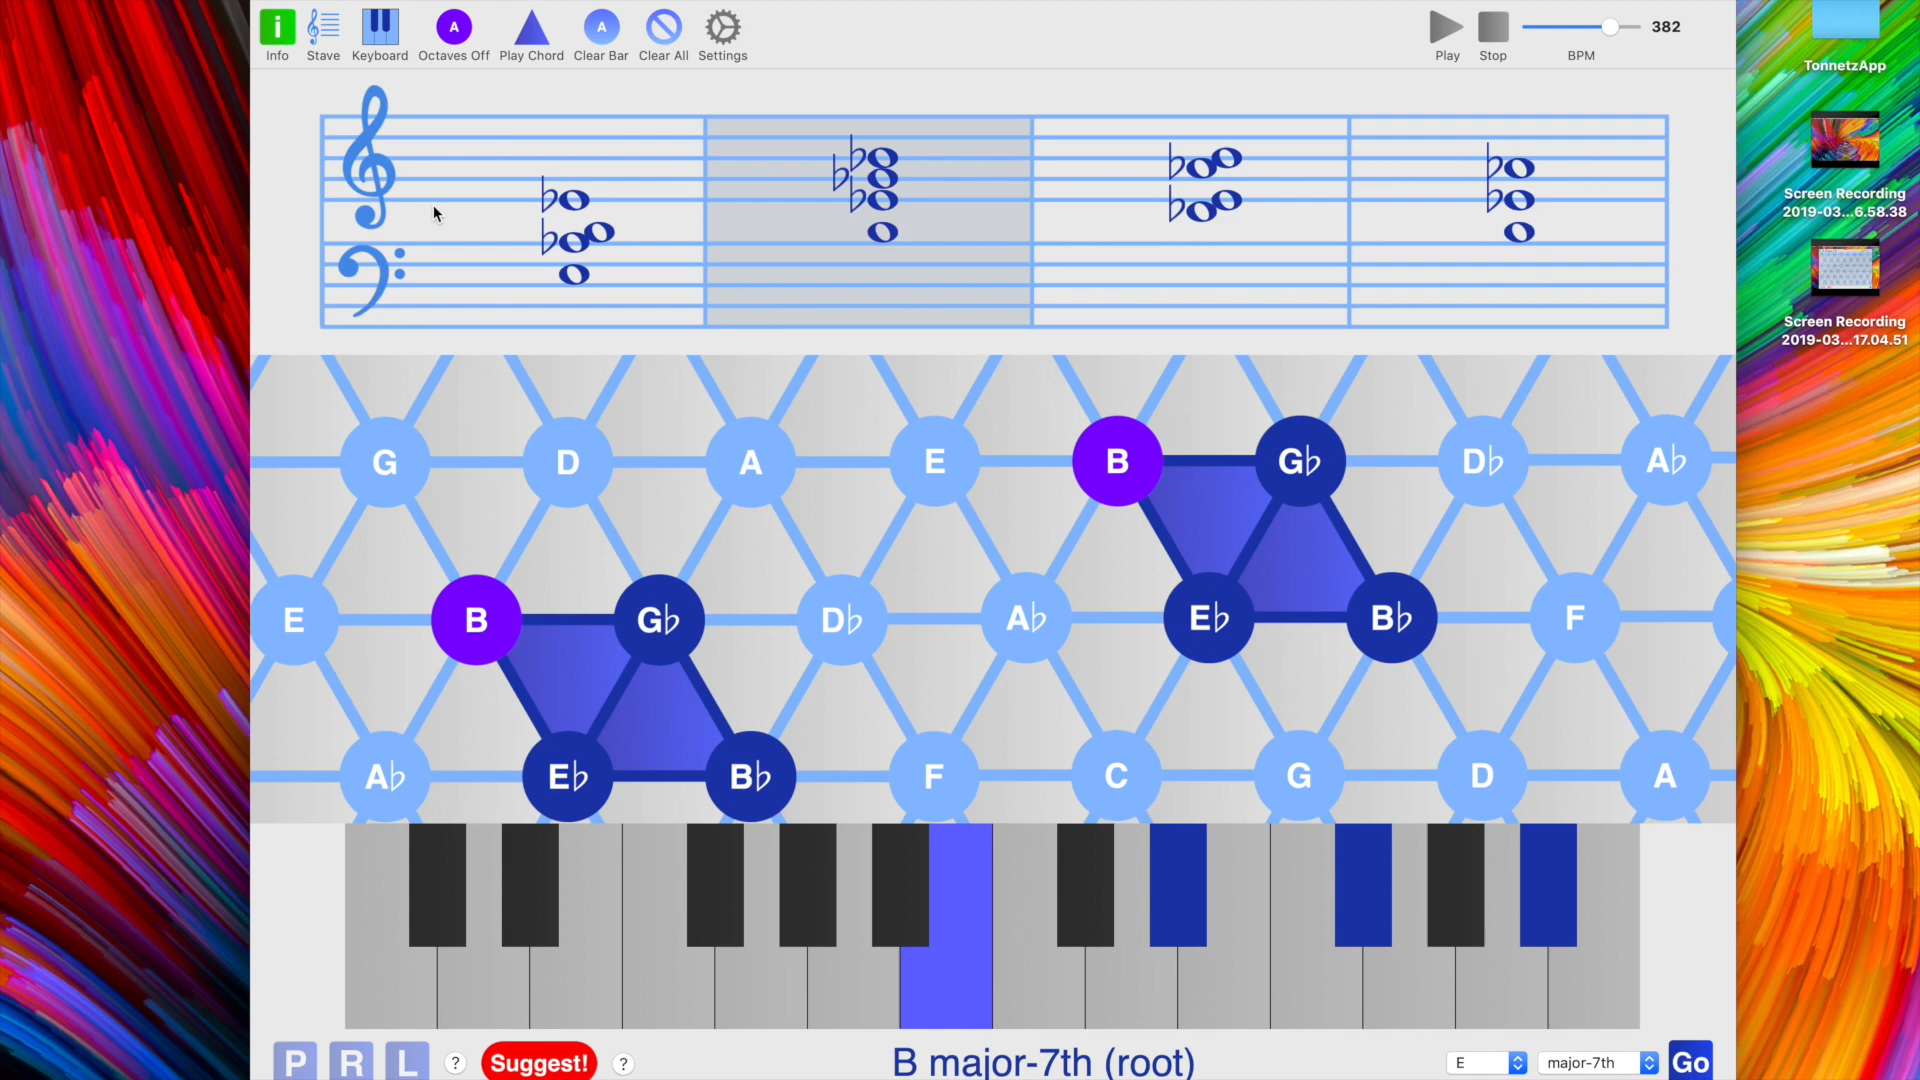 i A A 382
Info Stave Keyboard Octaves Off Play Chord Clear Bar Clear All Settings Play Stop BPM
TonnetzApp
Screen Recording
2019-03...6.58.38
Screen Recording
2019-03...17.04.51
G D A E B G♭ D♭ A♭
E B G♭ D♭ A♭ E♭ B♭ F
A♭ E♭ B♭ F C G D A
P R L ? Suggest! ? B major-7th (root) E major-7th Go